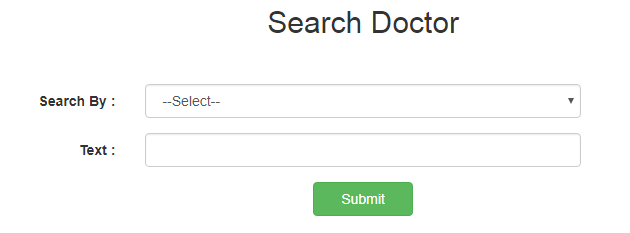 Search Doctor
Search By : --Select--
Text :
Submit